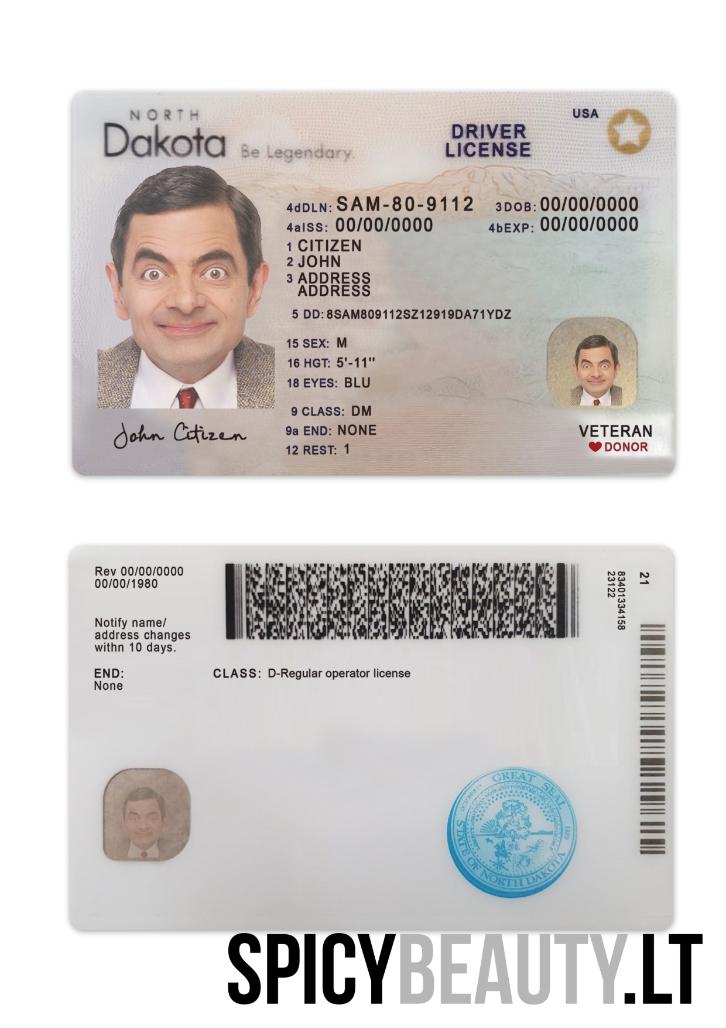 NORTH
Dakota Be Legendary.
DRIVER
LICENSE
USA
4dDLN: SAM-80-9112 3DOB: 00/00/0000
4aISS: 00/00/0000 4bEXP: 00/00/0000
1 CITIZEN
2 JOHN
3 ADDRESS
ADDRESS
5 DD: 8SAM809112SZ12919DA71YDZ
15 SEX: M
16 HGT: 5'-11"
18 EYES: BLU
9 CLASS: DM
9a END: NONE
12 REST: 1
John Citizen
VETERAN
DONOR
Rev 00/00/0000
00/00/1980
Notify name/
address changes
withn 10 days.
END:
None
CLASS: D-Regular operator license
21
83401334158
23122
GREAT SEAL
STATE OF NORTH DAKOTA
SPICYBEAUTY.LT